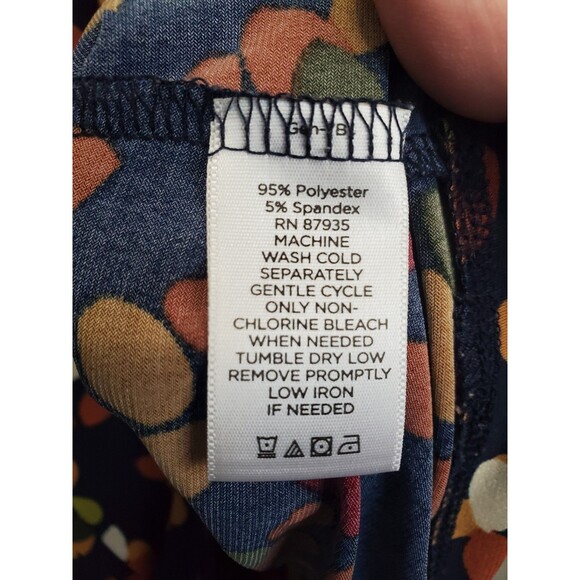 95% Polyester
5% Spandex
RN 87935
MACHINE
WASH COLD
SEPARATELY
GENTLE CYCLE
ONLY NON-
CHLORINE BLEACH
WHEN NEEDED
TUMBLE DRY LOW
REMOVE PROMPTLY
LOW IRON
IF NEEDED